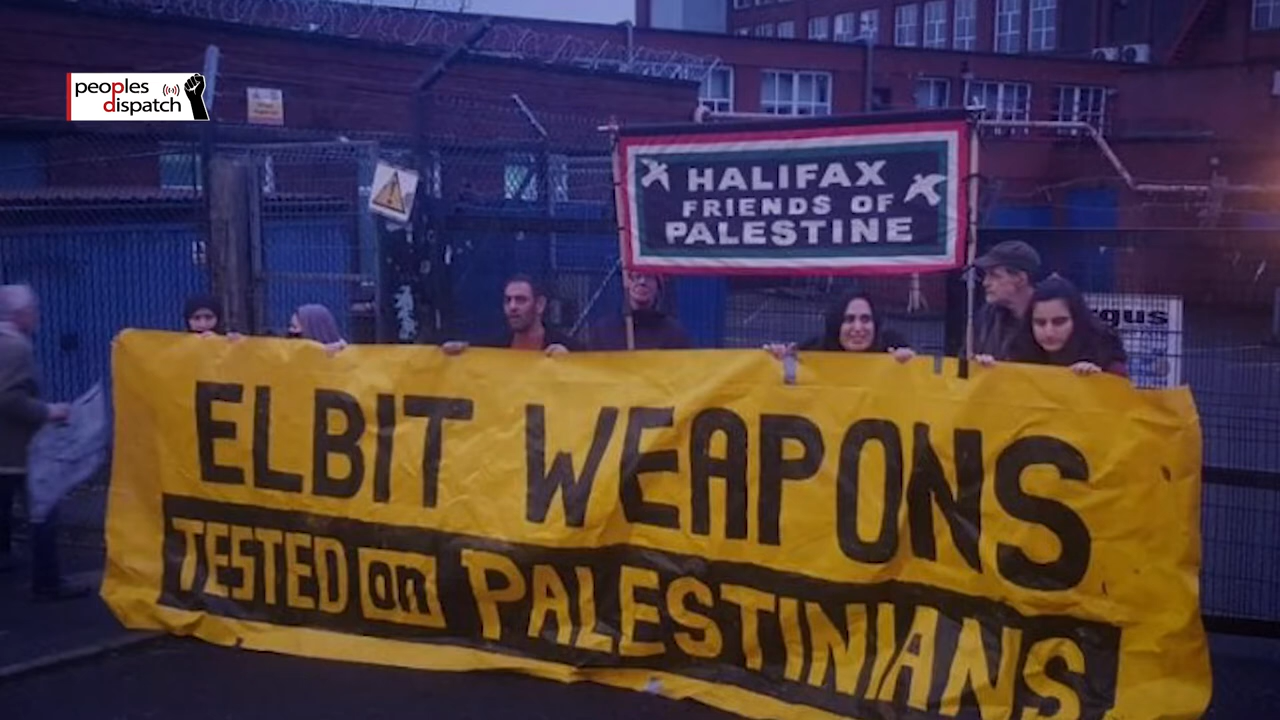 peoples
dispatch
HALIFAX
FRIENDS OF
PALESTINE
ELBIT WEAPONS
TESTED on PALESTINIANS